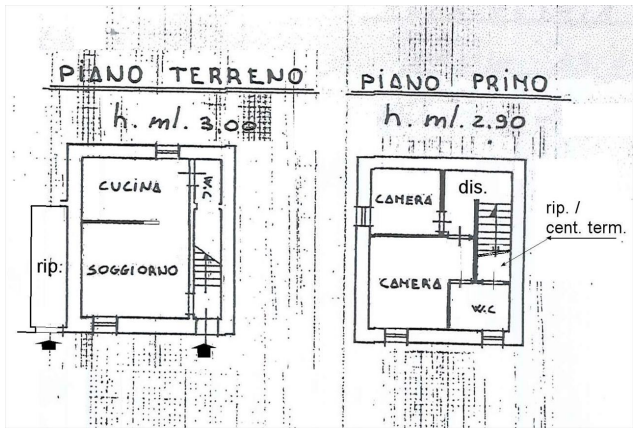 PIANO TERRENO
h. ml. 3.00
CUCINA
W.C
rip.
SOGGIORNO
PIANO PRIMO
h. ml. 2.90
CAMERA
dis.
rip. /
cent. term.
CAMERA
W.C